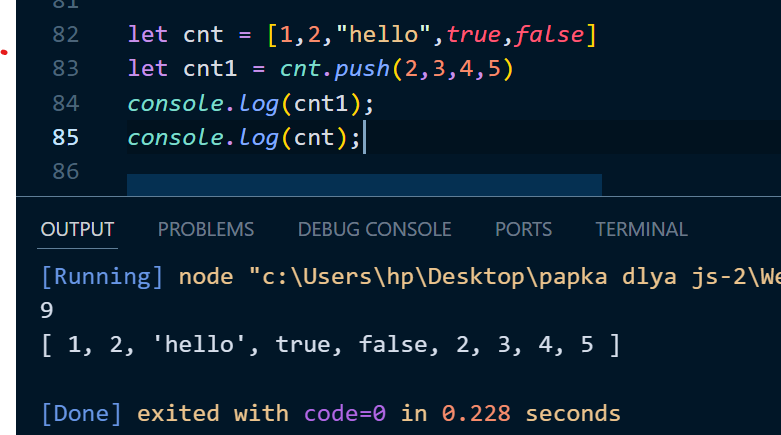 81
82 let cnt = [1,2,"hello",true,false]
83 let cnt1 = cnt.push(2,3,4,5)
84 console.log(cnt1);
85 console.log(cnt);
86
OUTPUT PROBLEMS DEBUG CONSOLE PORTS TERMINAL
[Running] node "c:\Users\hp\Desktop\papka dlya js-2\We
9
[ 1, 2, 'hello', true, false, 2, 3, 4, 5 ]
[Done] exited with code=0 in 0.228 seconds